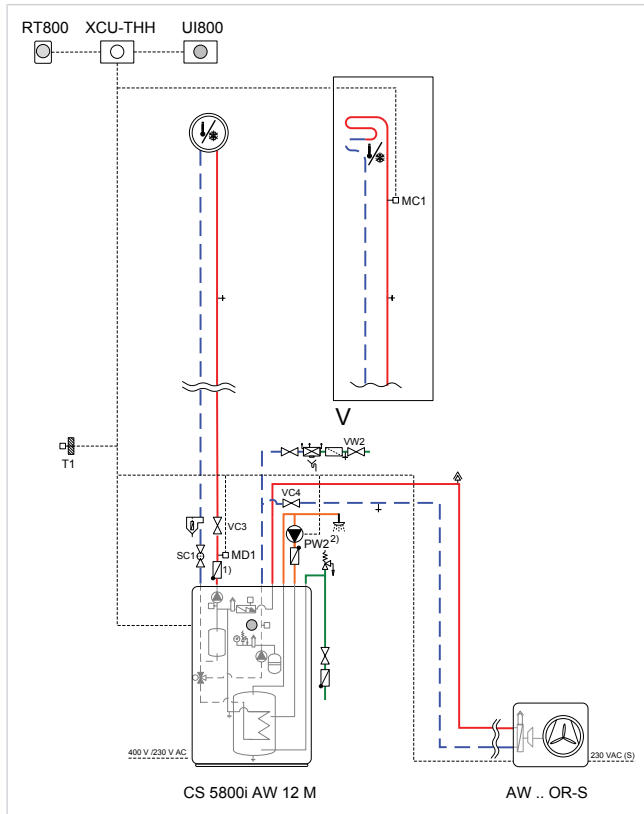 RT800 XCU-THH UI800
MC1
V
T1
VW2
VC4
VC3
PW2 2)
SC1
MD1
1)
400 V /230 V AC
230 VAC (S)
CS 5800i AW 12 M
AW .. OR-S